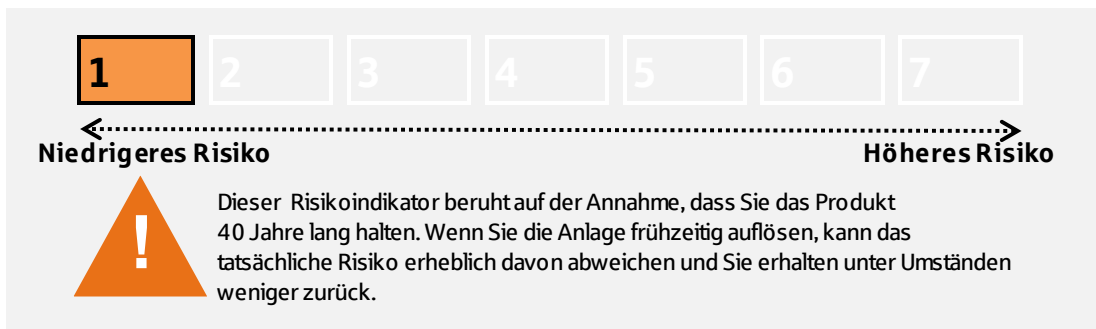 1 2 3 4 5 6 7
Niedrigeres Risiko Höheres Risiko
!
Dieser Risikoindikator beruht auf der Annahme, dass Sie das Produkt
40 Jahre lang halten. Wenn Sie die Anlage frühzeitig auflösen, kann das
tatsächliche Risiko erheblich davon abweichen und Sie erhalten unter Umständen
weniger zurück.